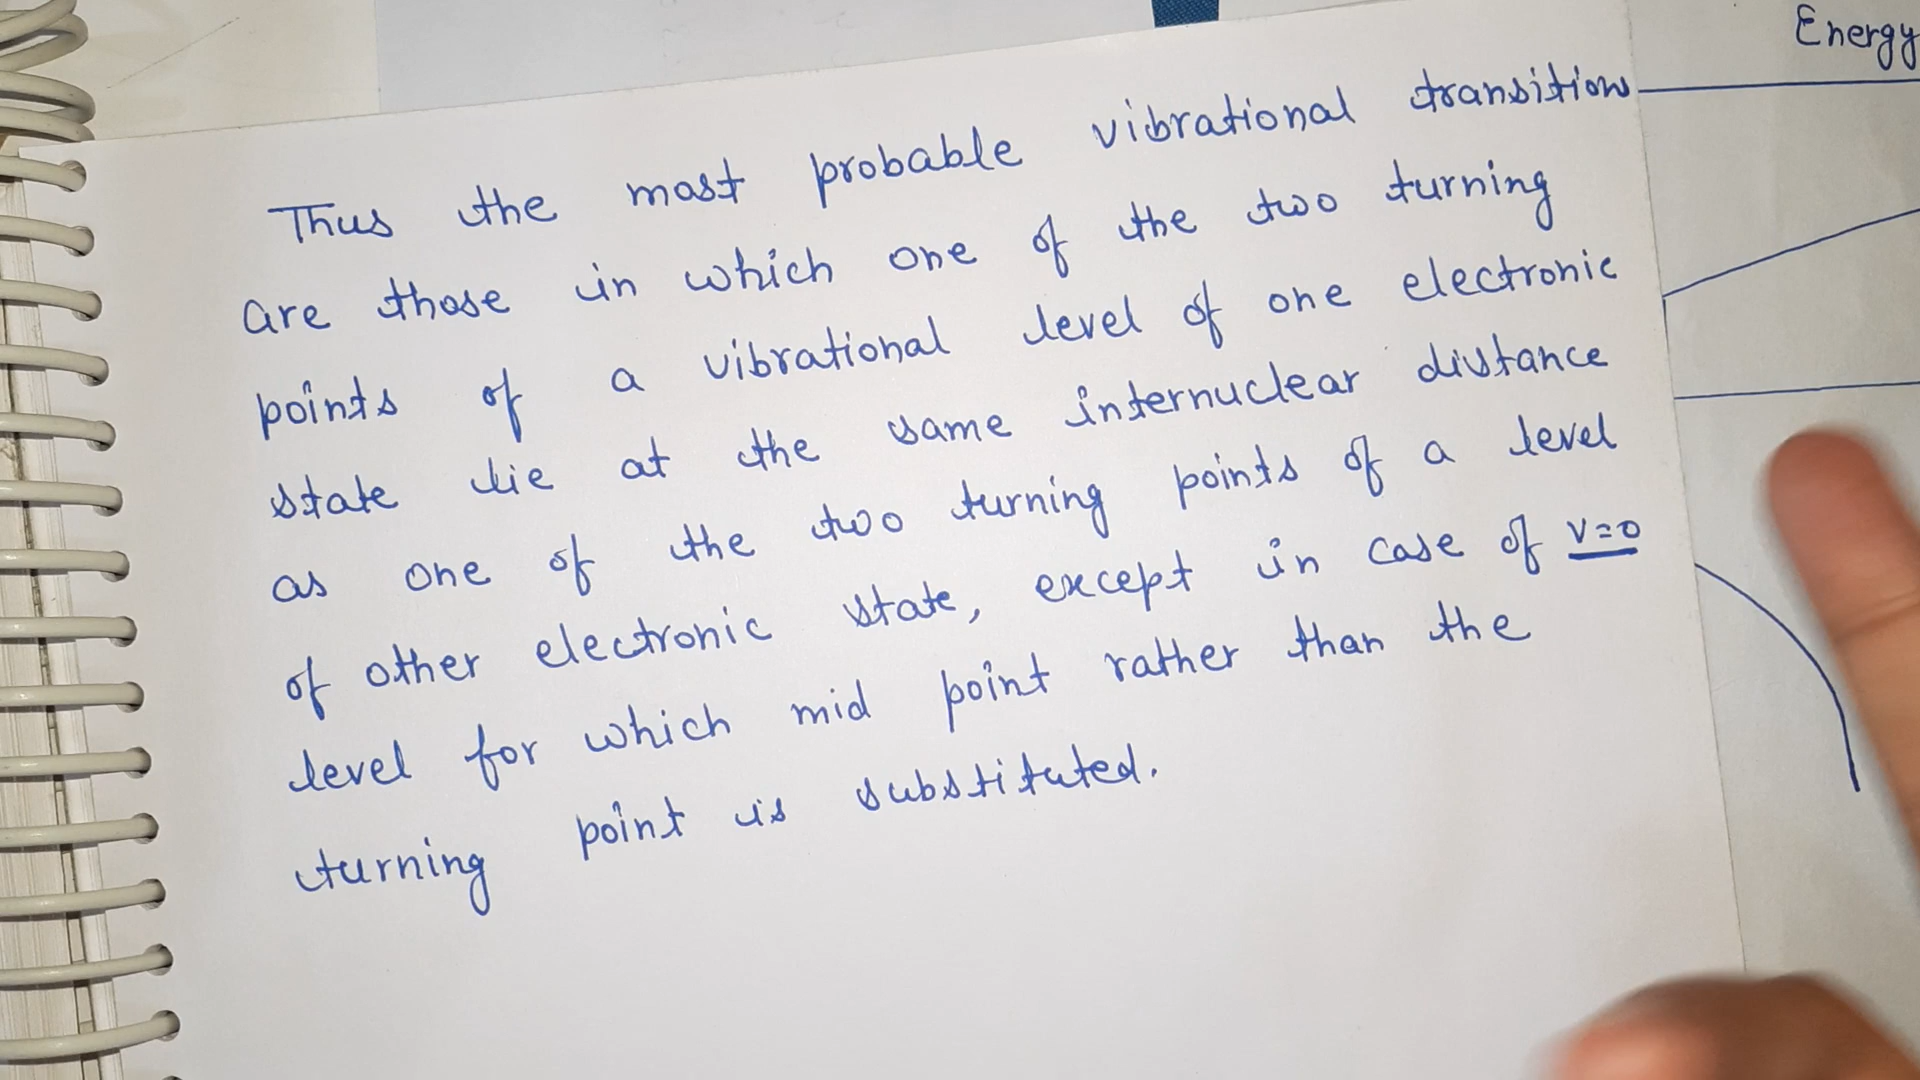 Energy
Thus the most probable vibrational transitions
are those in which one of the two turning
points of a vibrational level of one electronic
state lie at the same internuclear distance
as one of the two turning points of a level
of other electronic state, except in case of v=0
level for which mid point rather than the
turning point is substituted.